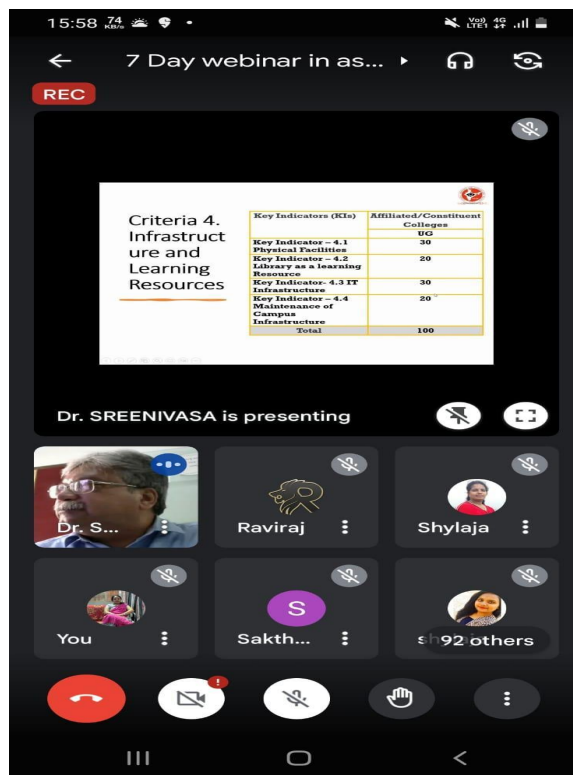 15:58 74 KB/s
Vo)) 4G
LTE1
7 Day webinar in as...
REC
Criteria 4.
Infrastruct
ure and
Learning
Resources
Key Indicators (KIs) Affiliated/Constituent
Colleges
UG
Key Indicator – 4.1 30
Physical Facilities
Key Indicator – 4.2 20
Library as a learning
Resource
Key Indicator- 4.3 IT 30
Infrastructure
Key Indicator – 4.4 20
Maintenance of
Campus
Infrastructure
Total 100
Dr. SREENIVASA is presenting
Dr. S...
Raviraj
Shylaja
S
You
Sakth...
92 others